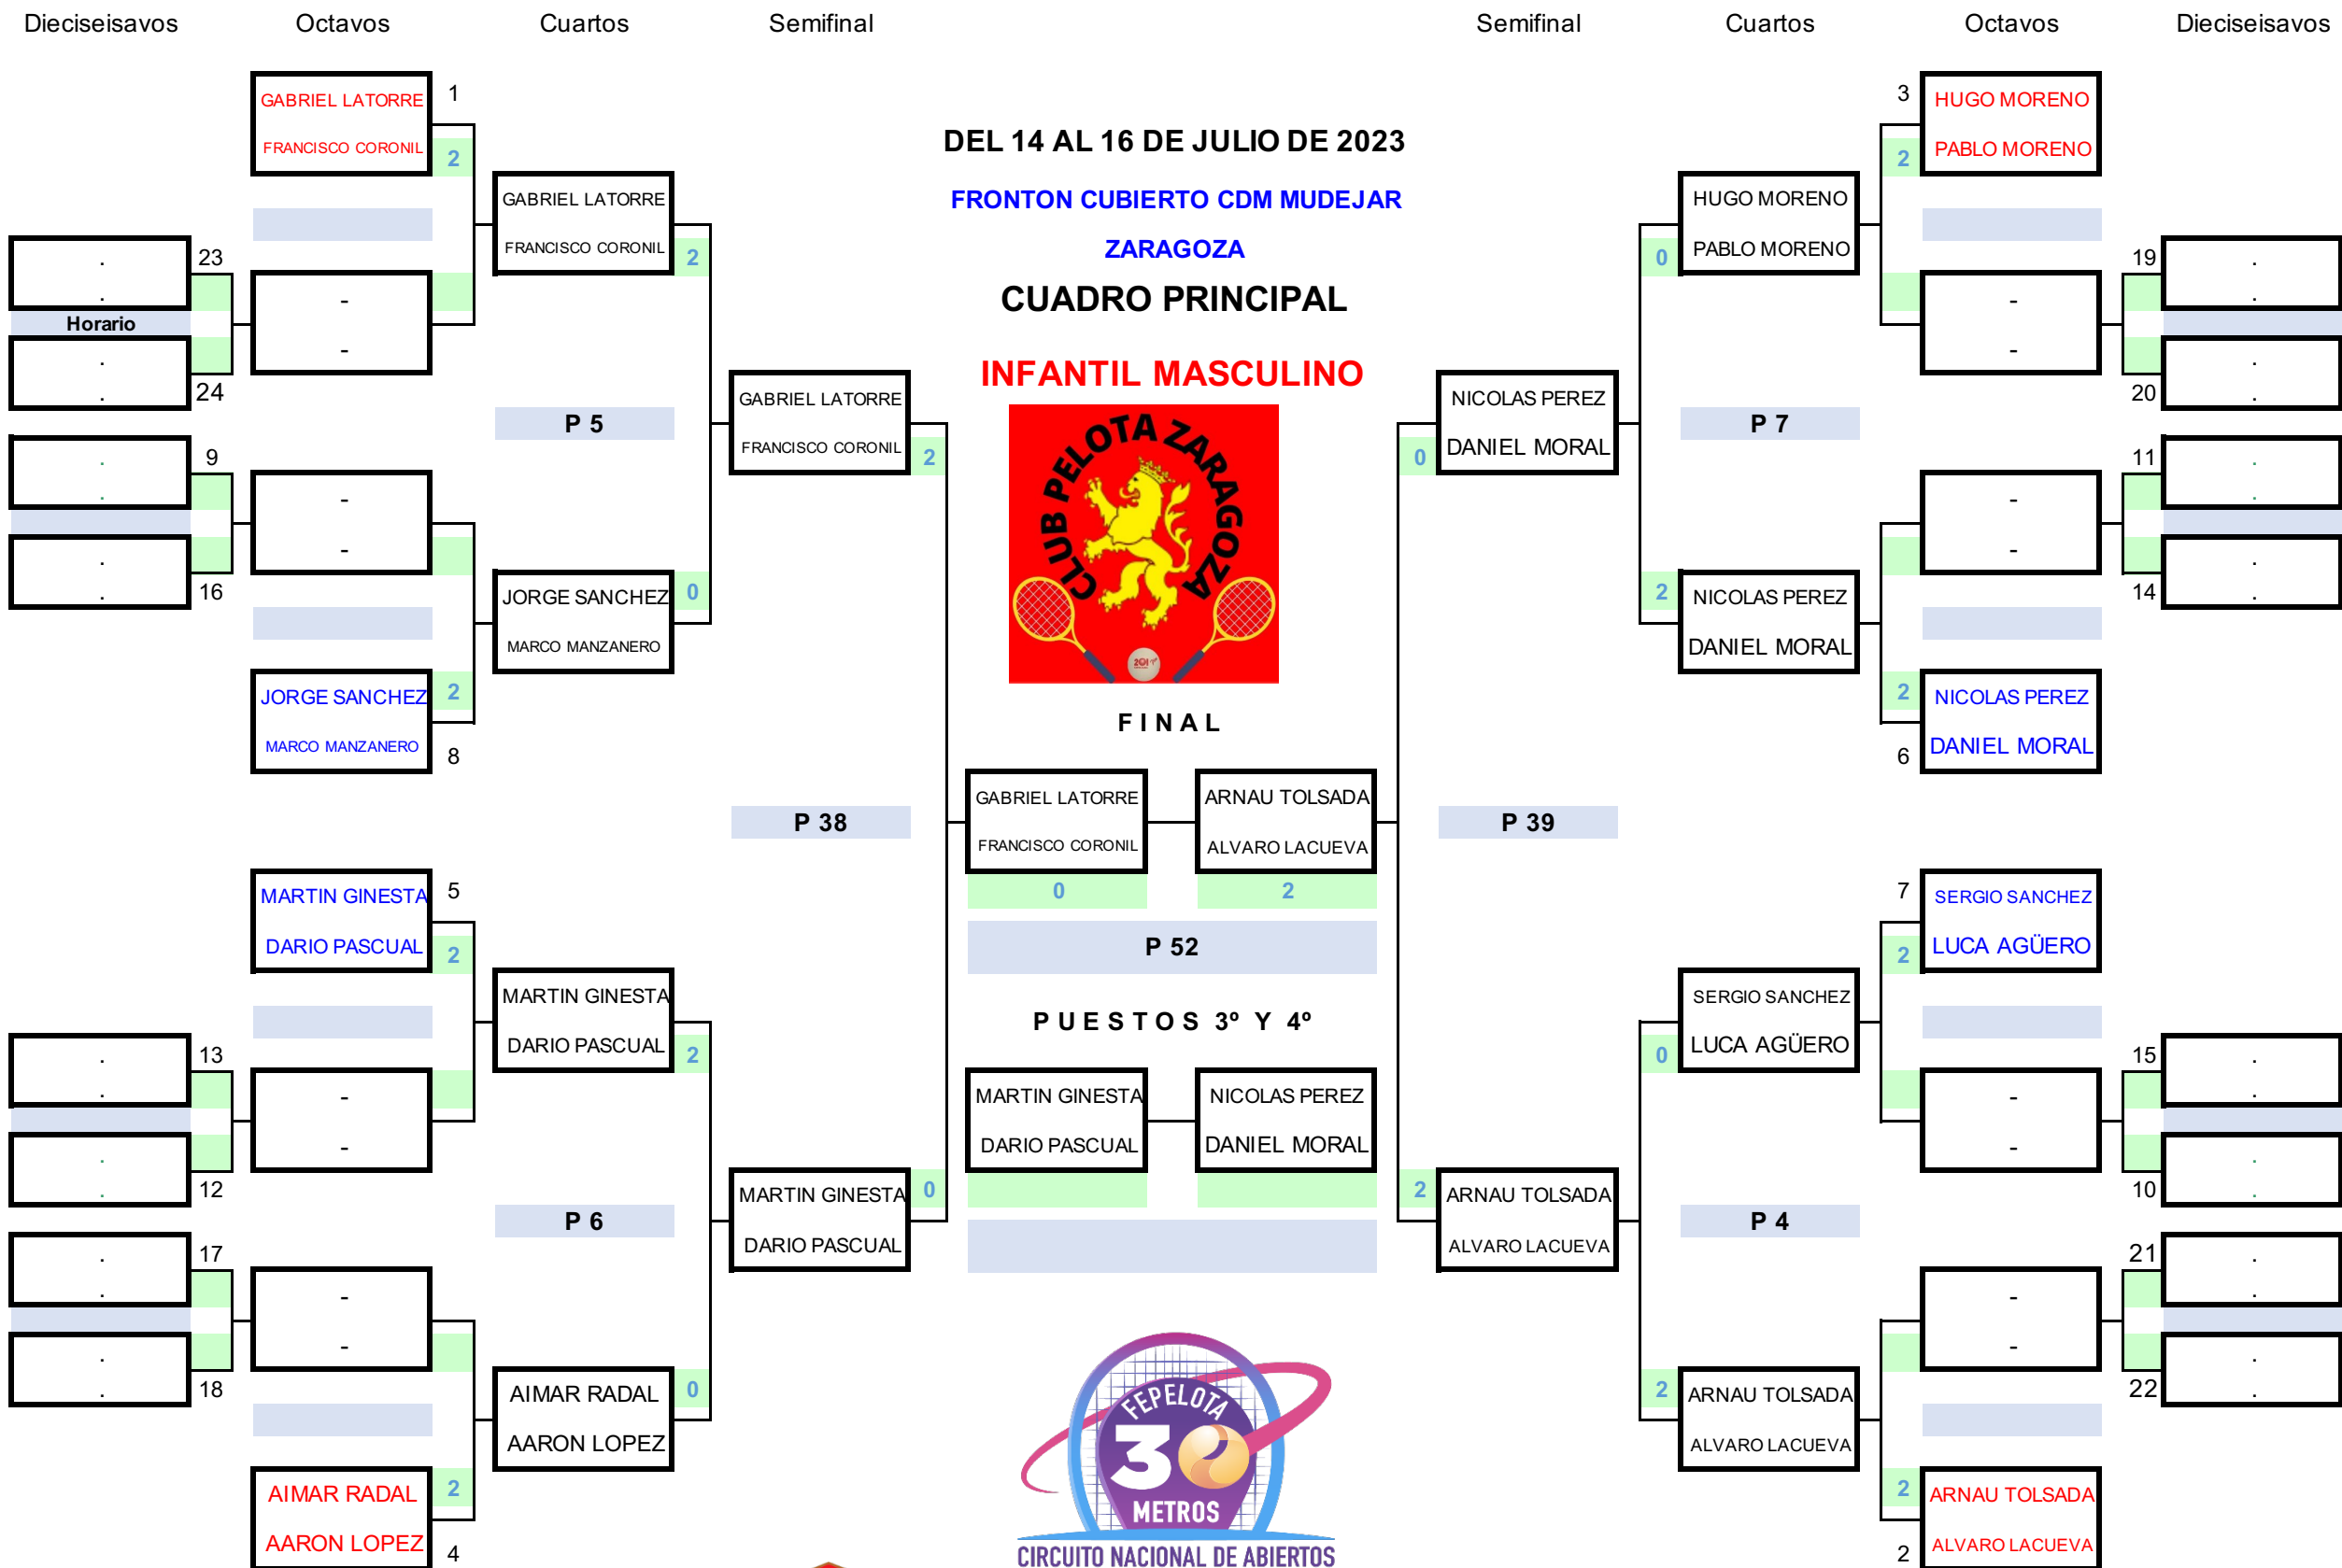 Dieciseisavos Octavos Cuartos Semifinal Semifinal Cuartos Octavos Dieciseisavos
GABRIEL LATORRE 1
FRANCISCO CORONIL 2
GABRIEL LATORRE
FRANCISCO CORONIL 2
. 23
.
Horario
.
. 24
-
-
P 5
GABRIEL LATORRE
FRANCISCO CORONIL 2
. 9
.
.
. 16
-
-
JORGE SANCHEZ 0
MARCO MANZANERO
JORGE SANCHEZ 2
MARCO MANZANERO 8
P 38
MARTIN GINESTA 5
DARIO PASCUAL 2
MARTIN GINESTA
DARIO PASCUAL 2
. 13
.
.
. 12
-
-
P 6
MARTIN GINESTA 0
DARIO PASCUAL
. 17
.
.
. 18
-
-
AIMAR RADAL 0
AARON LOPEZ
AIMAR RADAL 2
AARON LOPEZ 4
DEL 14 AL 16 DE JULIO DE 2023
FRONTON CUBIERTO CDM MUDEJAR
ZARAGOZA
CUADRO PRINCIPAL
INFANTIL MASCULINO
CLUB PELOTA ZARAGOZA
FINAL
GABRIEL LATORRE ARNAU TOLSADA
FRANCISCO CORONIL ALVARO LACUEVA
0 2
P 52
PUESTOS 3º Y 4º
MARTIN GINESTA NICOLAS PEREZ
DARIO PASCUAL DANIEL MORAL
FEPELOTA
30
METROS
CIRCUITO NACIONAL DE ABIERTOS
3 HUGO MORENO
2 PABLO MORENO
HUGO MORENO
0 PABLO MORENO
19 .
.
.
20 .
-
-
NICOLAS PEREZ
0 DANIEL MORAL
P 7
11 .
.
.
14 .
-
-
2 NICOLAS PEREZ
DANIEL MORAL
2 NICOLAS PEREZ
6 DANIEL MORAL
P 39
7 SERGIO SANCHEZ
2 LUCA AGÜERO
SERGIO SANCHEZ
0 LUCA AGÜERO
15 .
.
.
10 .
-
-
2 ARNAU TOLSADA
ALVARO LACUEVA
P 4
21 .
.
.
22 .
-
-
2 ARNAU TOLSADA
ALVARO LACUEVA
2 ARNAU TOLSADA
2 ALVARO LACUEVA